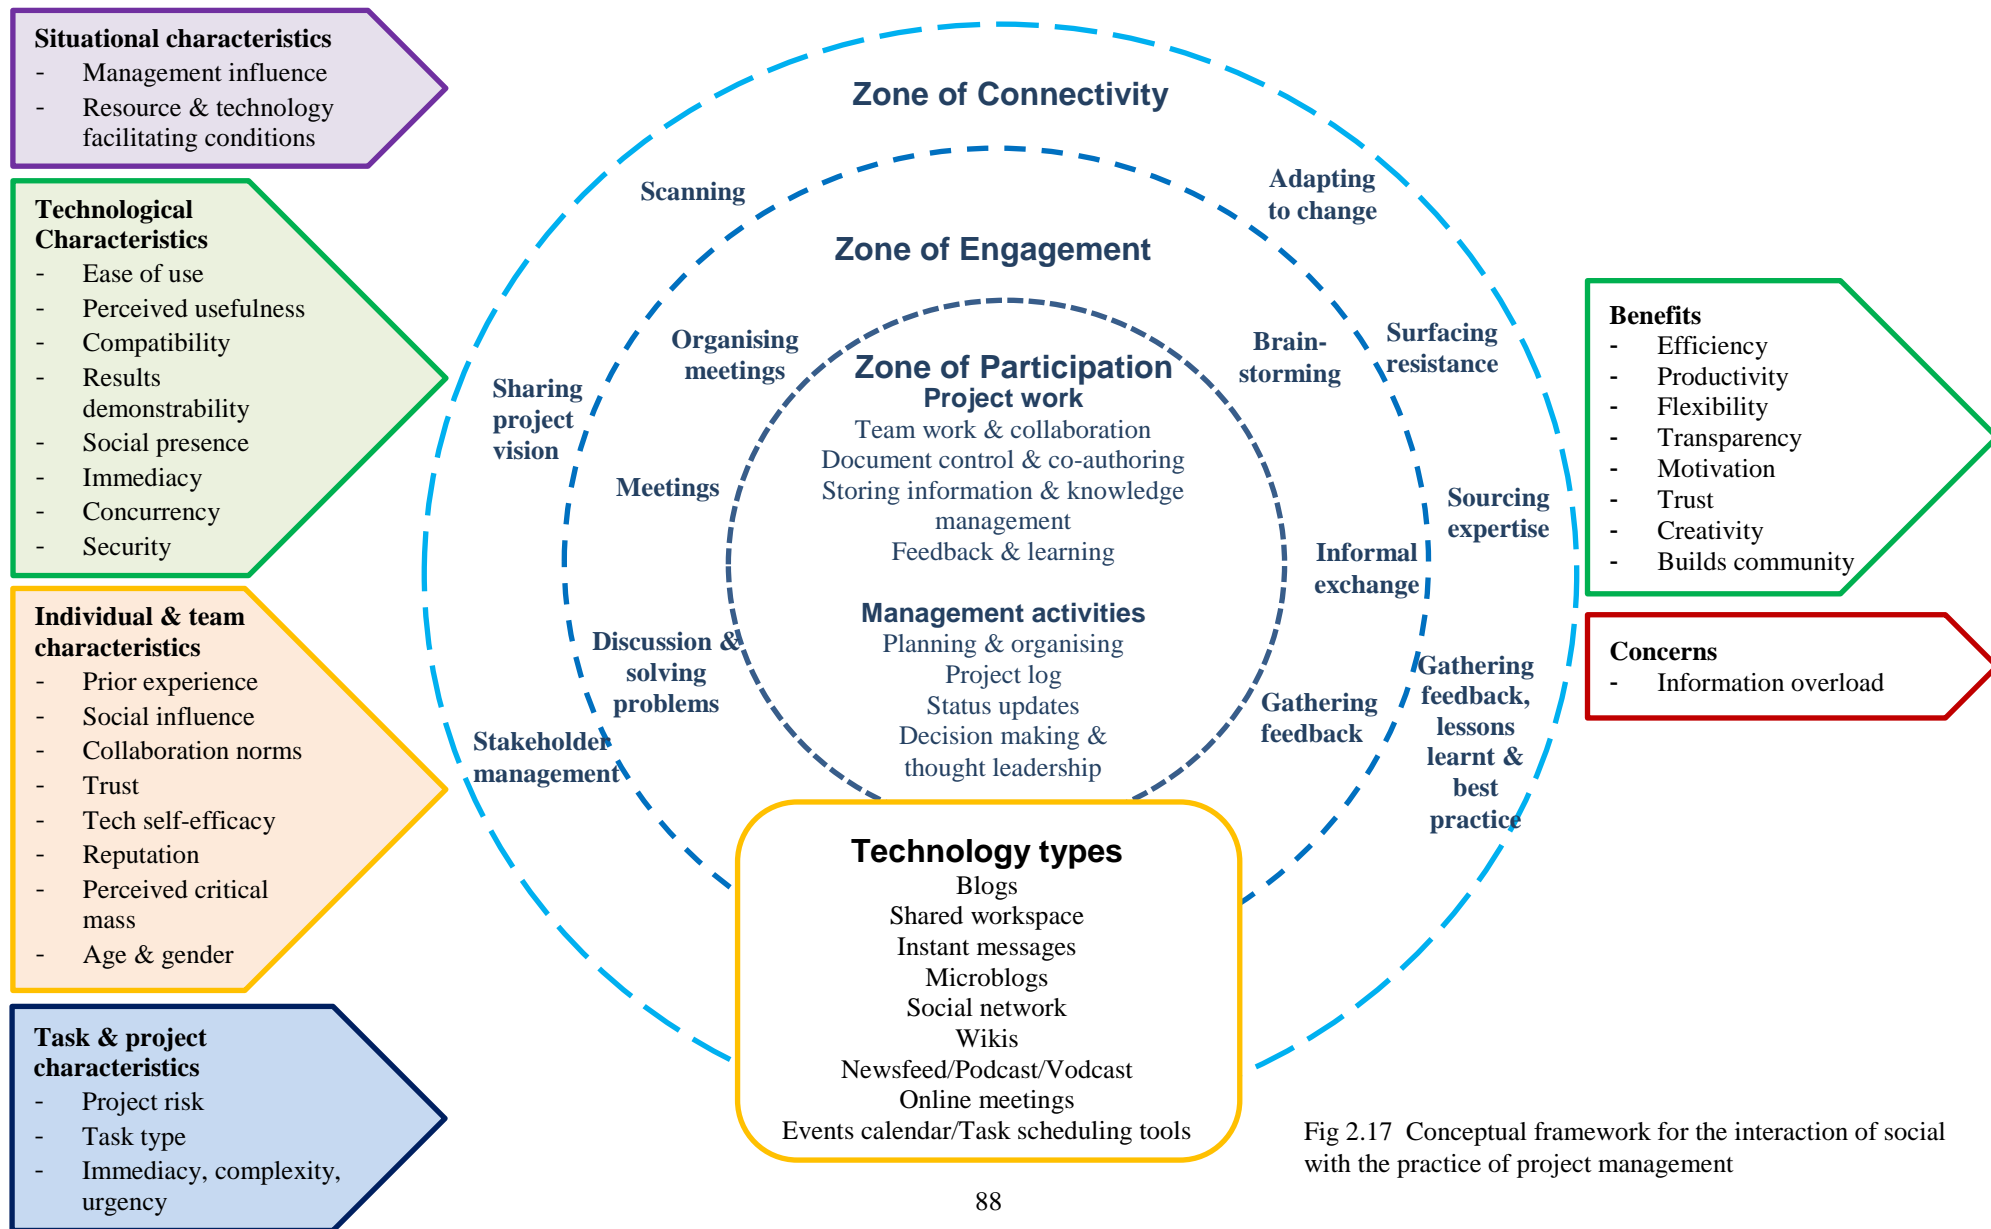 Situational characteristics
- Management influence
- Resource & technology
facilitating conditions
Technological
Characteristics
- Ease of use
- Perceived usefulness
- Compatibility
- Results
demonstrability
- Social presence
- Immediacy
- Concurrency
- Security
Individual & team
characteristics
- Prior experience
- Social influence
- Collaboration norms
- Trust
- Tech self-efficacy
- Reputation
- Perceived critical
mass
- Age & gender
Task & project
characteristics
- Project risk
- Task type
- Immediacy, complexity,
urgency
Zone of Connectivity
Scanning
Adapting
to change
Sharing
project
vision
Surfacing
resistance
Sourcing
expertise
Stakeholder
management
Gathering
feedback,
lessons
learnt &
best
practice
Zone of Engagement
Organising
meetings
Brain-
storming
Meetings
Informal
exchange
Discussion &
solving
problems
Gathering
feedback
Zone of Participation
Project work
Team work & collaboration
Document control & co-authoring
Storing information & knowledge
management
Feedback & learning
Management activities
Planning & organising
Project log
Status updates
Decision making &
thought leadership
Technology types
Blogs
Shared workspace
Instant messages
Microblogs
Social network
Wikis
Newsfeed/Podcast/Vodcast
Online meetings
Events calendar/Task scheduling tools
Benefits
- Efficiency
- Productivity
- Flexibility
- Transparency
- Motivation
- Trust
- Creativity
- Builds community
Concerns
- Information overload
Fig 2.17 Conceptual framework for the interaction of social
with the practice of project management
88